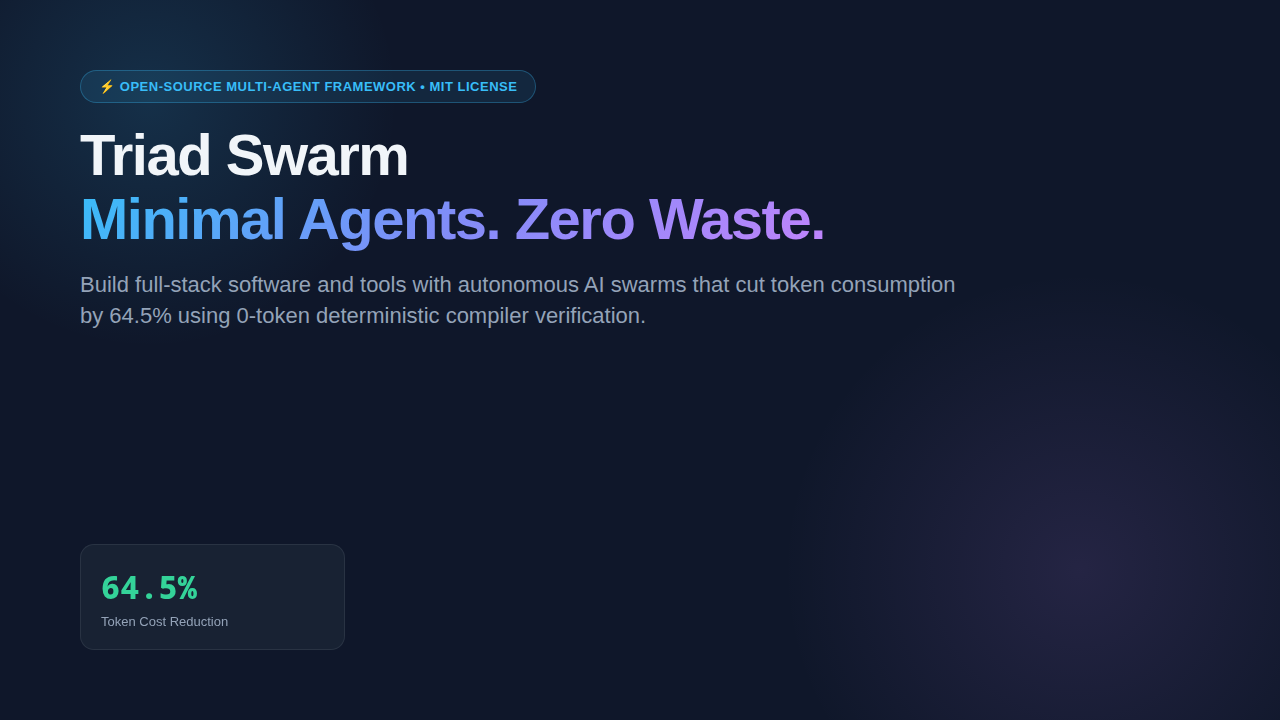 ⚡ OPEN-SOURCE MULTI-AGENT FRAMEWORK • MIT LICENSE
Triad Swarm
Minimal Agents. Zero Waste.
Build full-stack software and tools with autonomous AI swarms that cut token consumption
by 64.5% using 0-token deterministic compiler verification.
64.5%
Token Cost Reduction